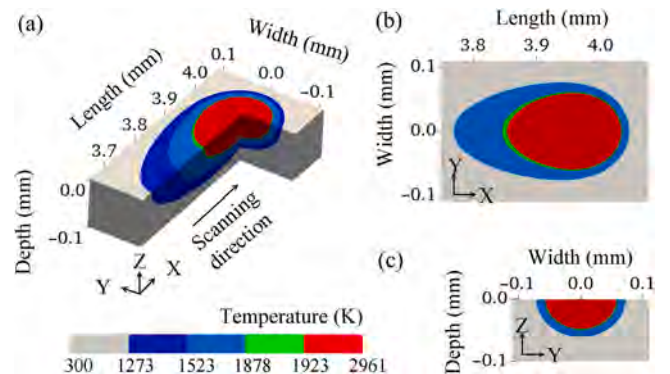 (a)
Width (mm)
0.1
0.0
-0.1
Length (mm)
4.0
3.9
3.8
3.7
Depth (mm)
0.0
-0.1
Scanning
direction
Z
Y
X
Temperature (K)
300 1273 1523 1878 1923 2961
(b)
Length (mm)
3.8 3.9 4.0
Width (mm)
0.1
0.0
-0.1
Y
X
(c)
Width (mm)
-0.1 0.0 0.1
Depth (mm)
0.0
-0.1
Z
Y